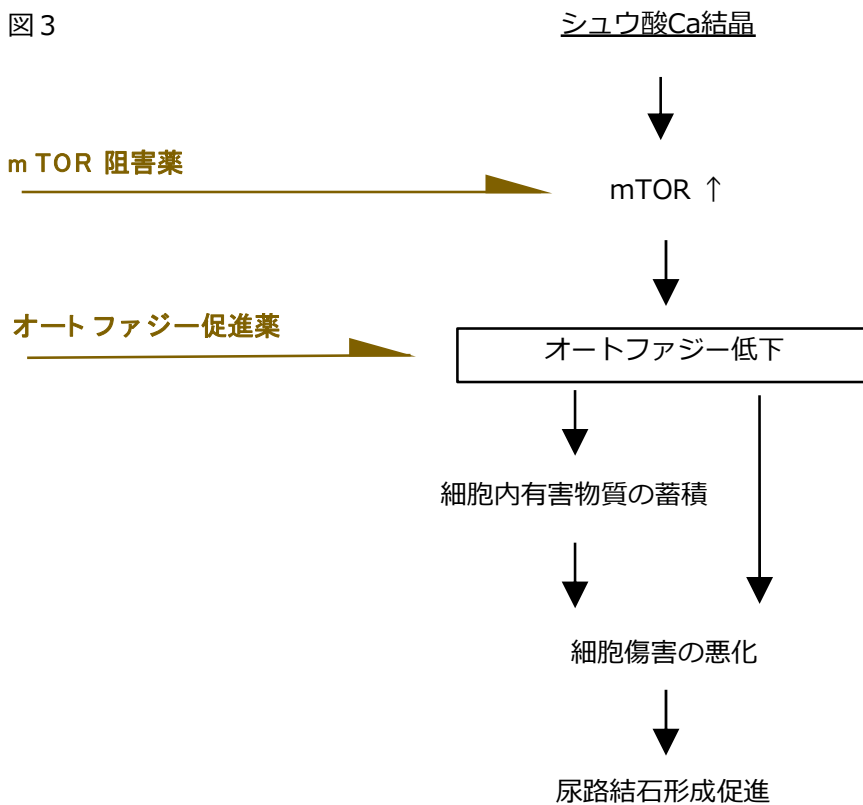 図３
シュウ酸Ca結晶
mTOR 阻害薬
mTOR ↑
オートファジー促進薬
オートファジー低下
細胞内有害物質の蓄積
細胞傷害の悪化
尿路結石形成促進